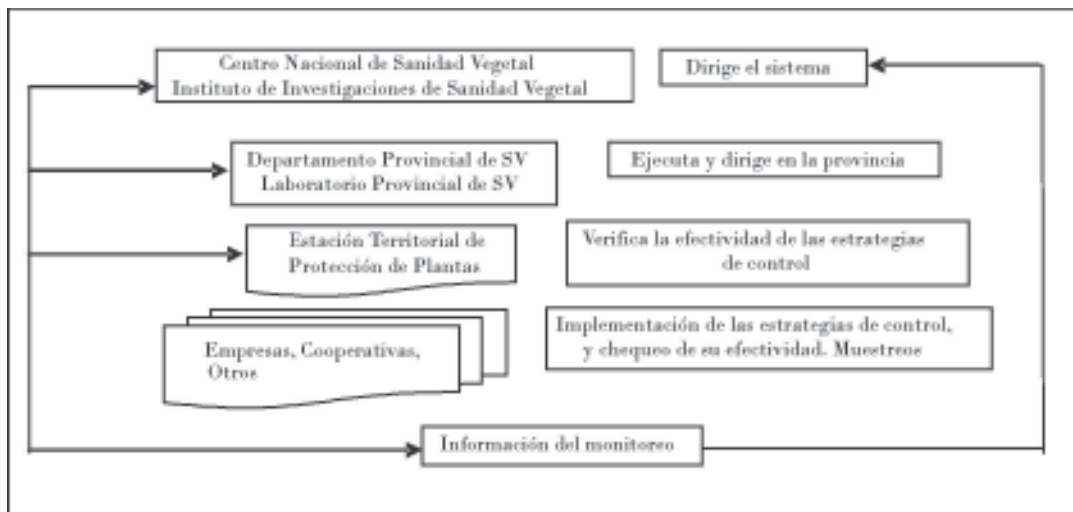 Centro Nacional de Sanidad Vegetal
Instituto de Investigaciones de Sanidad Vegetal
Dirige el sistema
Departamento Provincial de SV
Laboratorio Provincial de SV
Ejecuta y dirige en la provincia
Estación Territorial de
Protección de Plantas
Verifica la efectividad de las estrategias
de control
Empresas, Cooperativas,
Otros
Implementación de las estrategias de control,
y chequeo de su efectividad. Muestreos
Información del monitoreo